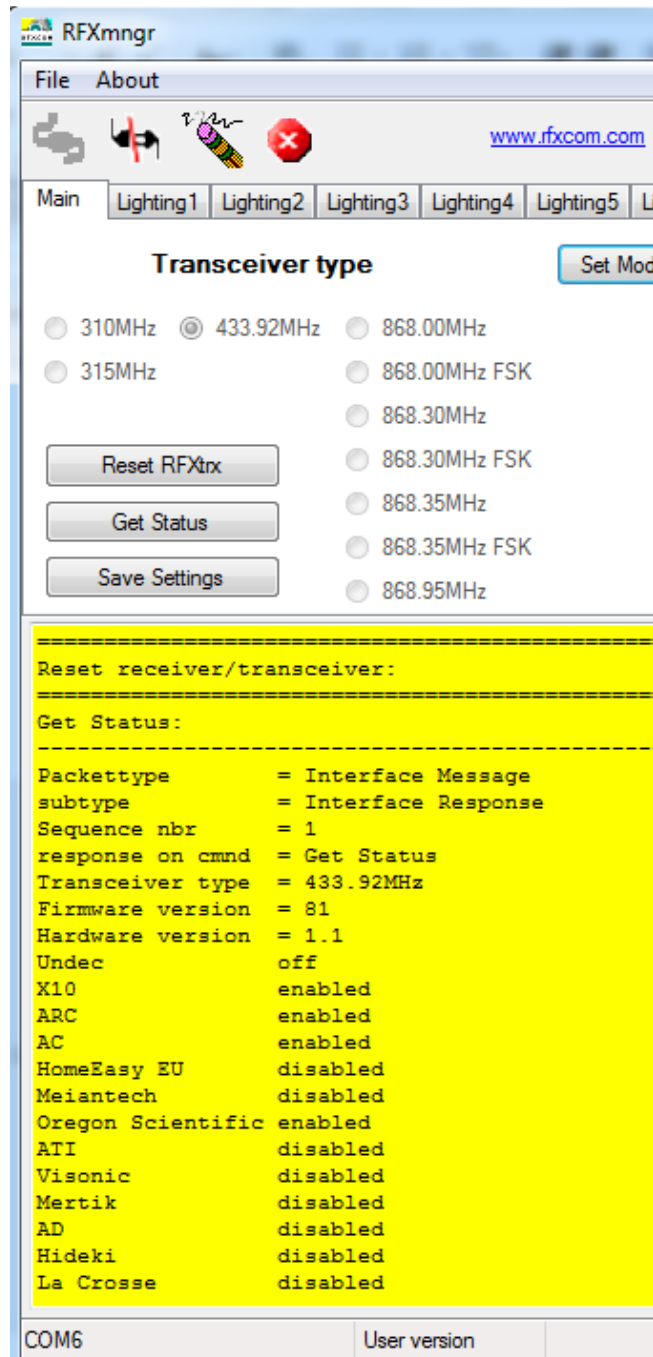 RFXmngr
File About
www.rfxcom.com
Main Lighting1 Lighting2 Lighting3 Lighting4 Lighting5
Transceiver type Set Mod
310MHz 433.92MHz 868.00MHz
315MHz 868.00MHz FSK
868.30MHz
Reset RFXtrx 868.30MHz FSK
868.35MHz
Get Status
868.35MHz FSK
Save Settings
868.95MHz
================================================
Reset receiver/transceiver:
================================================
Get Status:
------------------------------------------------
Packettype = Interface Message
subtype = Interface Response
Sequence nbr = 1
response on cmnd = Get Status
Transceiver type = 433.92MHz
Firmware version = 81
Hardware version = 1.1
Undec off
X10 enabled
ARC enabled
AC enabled
HomeEasy EU disabled
Meiantech disabled
Oregon Scientific enabled
ATI disabled
Visonic disabled
Mertik disabled
AD disabled
Hideki disabled
La Crosse disabled
COM6 User version